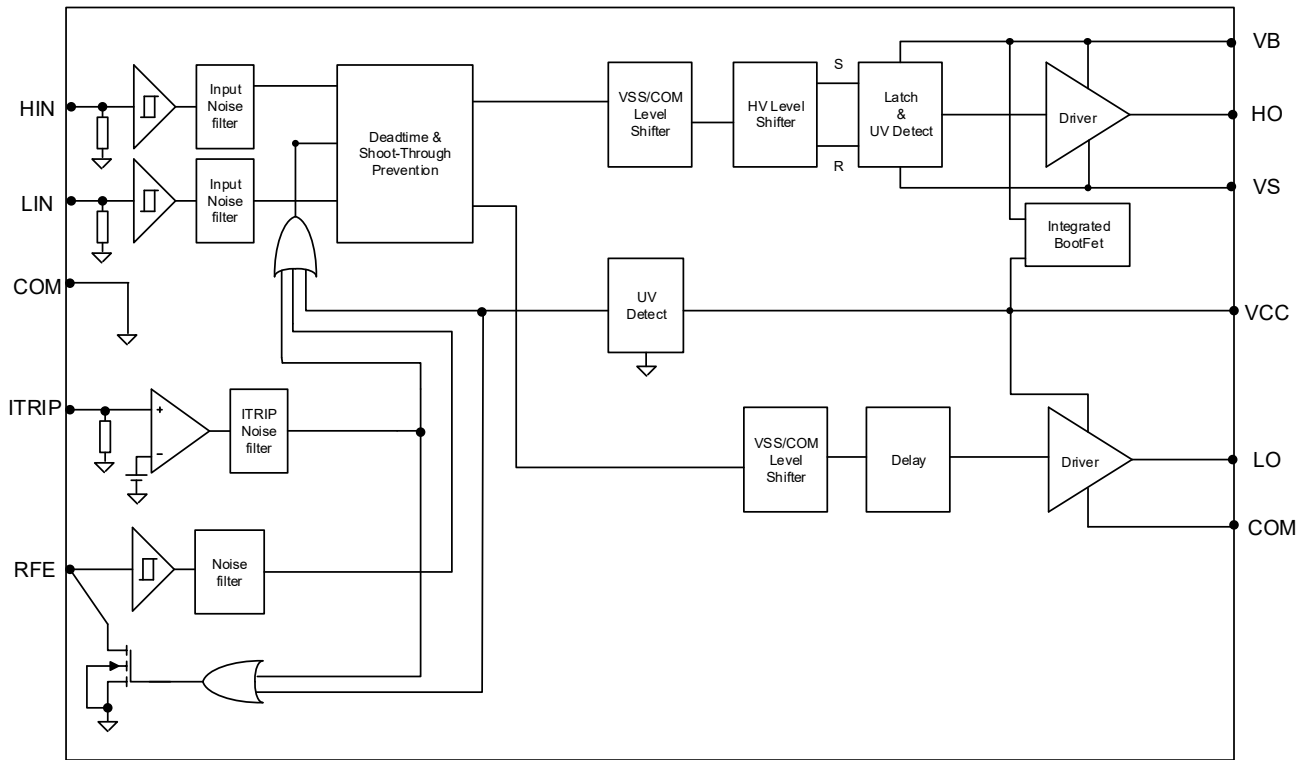 VB
HIN
Input
Noise
filter
Deadtime &
Shoot-Through
Prevention
VSS/COM
Level
Shifter
HV Level
Shifter
S
R
Latch
&
UV Detect
Driver
HO
LIN
Input
Noise
filter
VS
Integrated
BootFet
COM
UV
Detect
VCC
ITRIP
+
−
ITRIP
Noise
filter
VSS/COM
Level
Shifter
Delay
Driver
LO
COM
RFE
Noise
filter